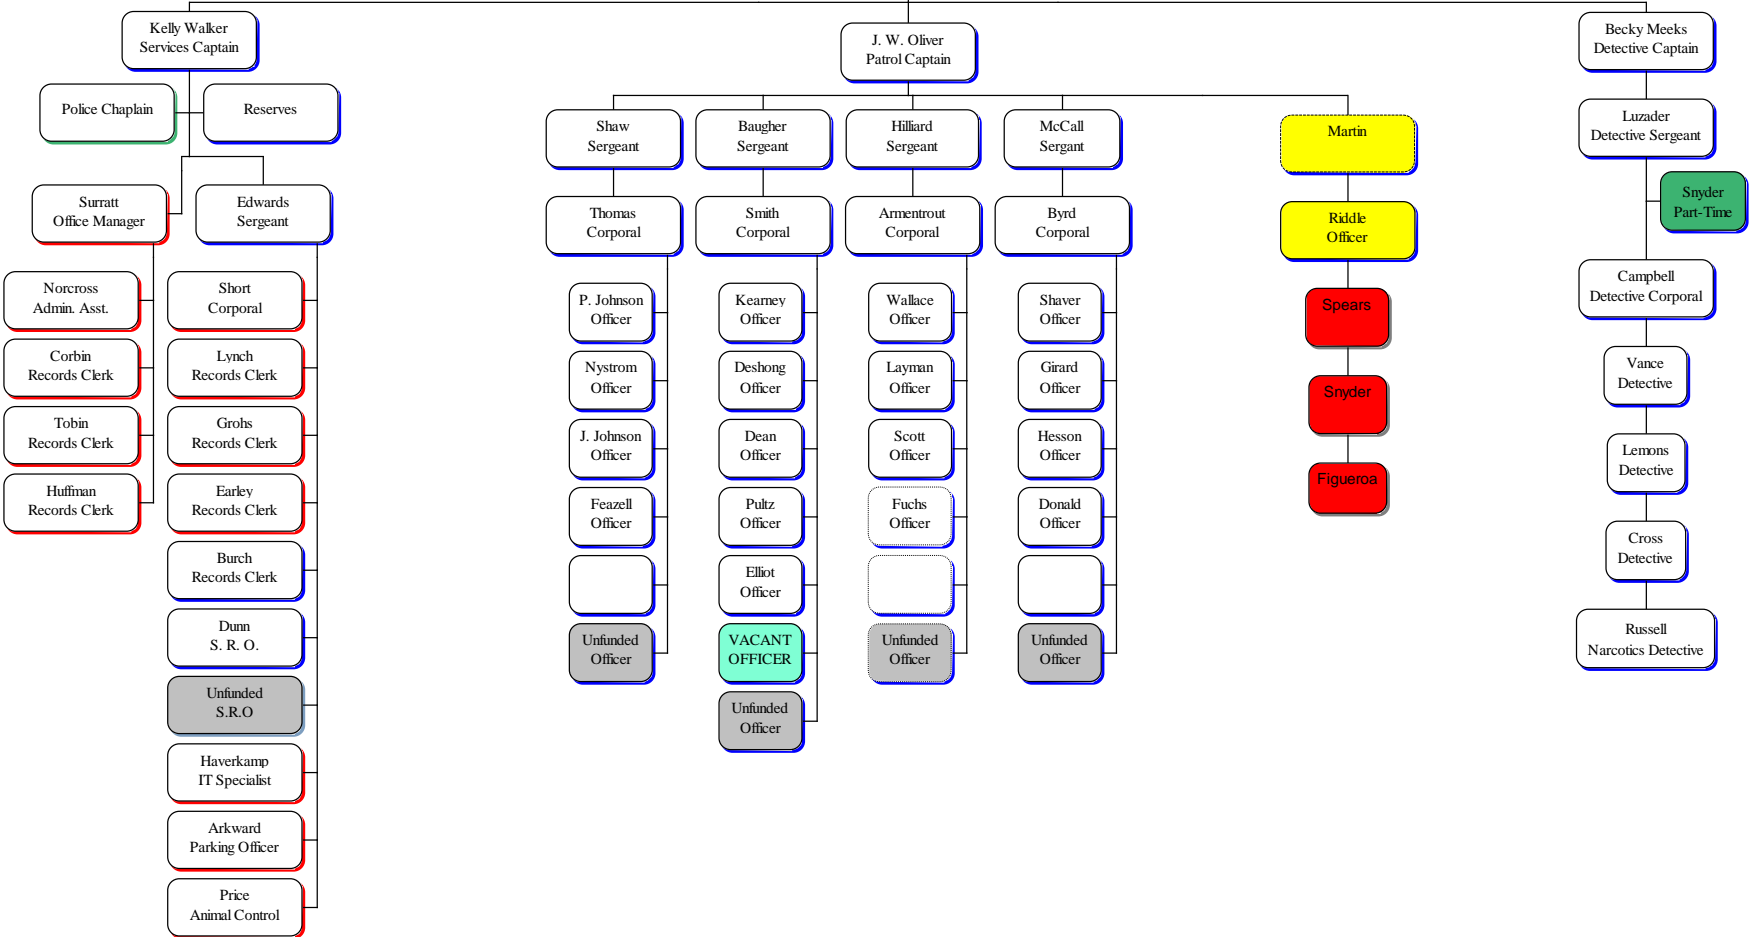 Kelly Walker
Services Captain
Police Chaplain
Reserves
Surratt
Office Manager
Edwards
Sergeant
Norcross
Admin. Asst.
Corbin
Records Clerk
Tobin
Records Clerk
Huffman
Records Clerk
Short
Corporal
Lynch
Records Clerk
Grohs
Records Clerk
Earley
Records Clerk
Burch
Records Clerk
Dunn
S. R. O.
Unfunded
S.R.O
Haverkamp
IT Specialist
Arkward
Parking Officer
Price
Animal Control
J. W. Oliver
Patrol Captain
Shaw
Sergeant
Thomas
Corporal
P. Johnson
Officer
Nystrom
Officer
J. Johnson
Officer
Feazell
Officer
Unfunded
Officer
Baugher
Sergeant
Smith
Corporal
Kearney
Officer
Deshong
Officer
Dean
Officer
Pultz
Officer
Elliot
Officer
VACANT
OFFICER
Unfunded
Officer
Hilliard
Sergeant
Armentrout
Corporal
Wallace
Officer
Layman
Officer
Scott
Officer
Fuchs
Officer
Unfunded
Officer
McCall
Sergant
Byrd
Corporal
Shaver
Officer
Girard
Officer
Hesson
Officer
Donald
Officer
Unfunded
Officer
Martin
Riddle
Officer
Spears
Snyder
Figueroa
Becky Meeks
Detective Captain
Luzader
Detective Sergeant
Snyder
Part-Time
Campbell
Detective Corporal
Vance
Detective
Lemons
Detective
Cross
Detective
Russell
Narcotics Detective